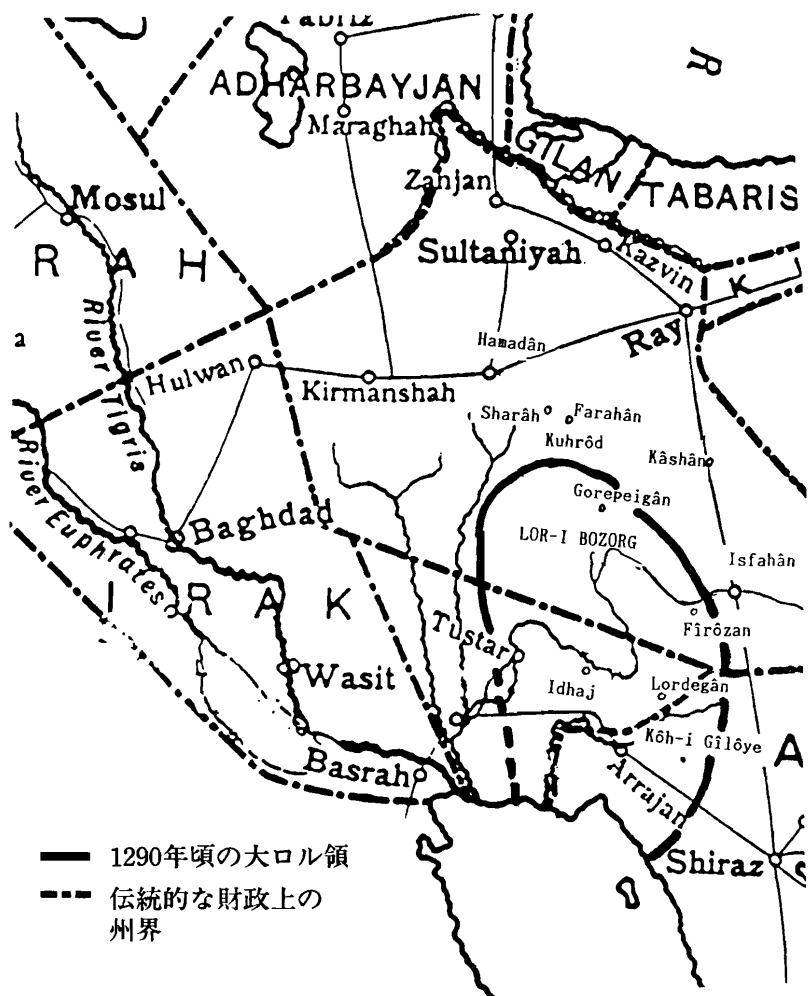 Tabriz
R
ADHARBAYJAN
Maraghah
GILAN
Zahjan
TABARIS
Mosul
Sultaniyah
Kazvin
R A H
K
River Tigris
a
Ray
Hamadân
Hulwan
Kirmanshah
Sharâh
Farahân
Kuhrôd
Kâshân
River Euphrates
Gorepeigân
Baghdad
LOR-I BOZORG
Isfahân
I R A K
Fîrôzan
Tustar
Wasit
Idhaj
Lordegân
Kôh-i Gîlôye
A
Basrah
Arrajan
Shiraz
S
1290年頃の大ロル領
伝統的な財政上の
州界